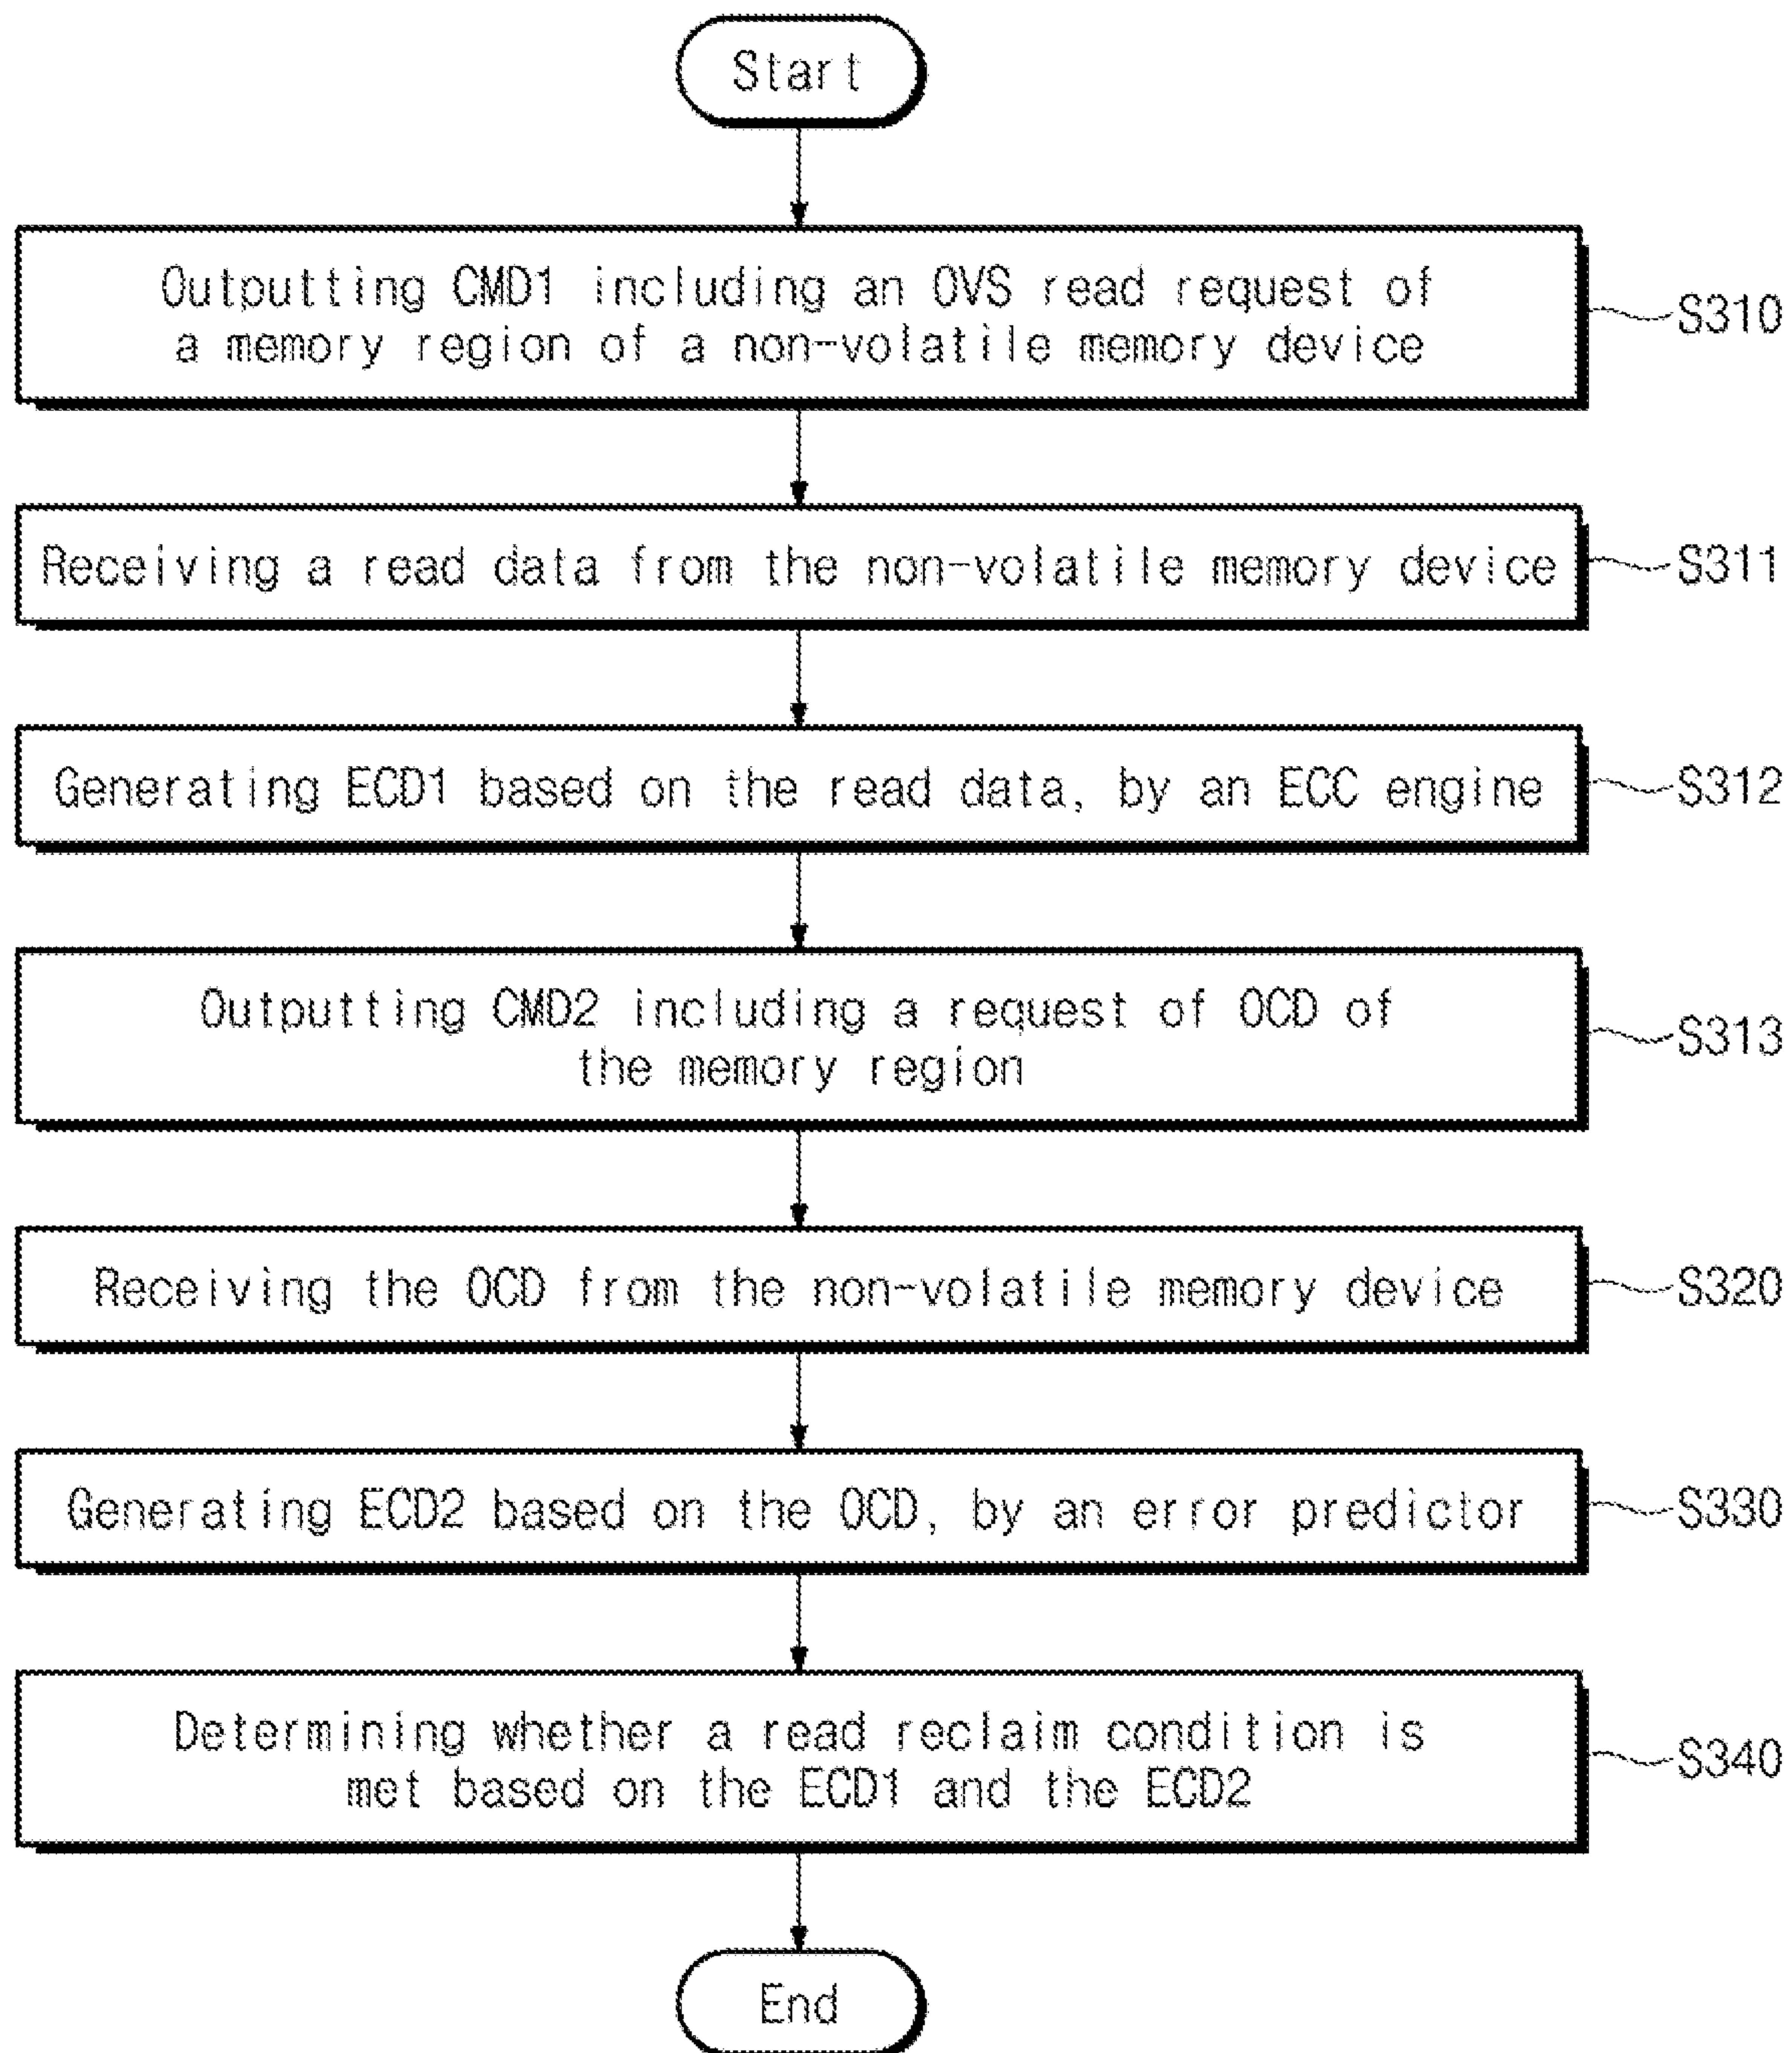 Start
Outputting CMD1 including an OVS read request of
a memory region of a non-volatile memory device
S310
Receiving a read data from the non-volatile memory device
S311
Generating ECD1 based on the read data, by an ECC engine
S312
Outputting CMD2 including a request of OCD of
the memory region
S313
Receiving the OCD from the non-volatile memory device
S320
Generating ECD2 based on the OCD, by an error predictor
S330
Determining whether a read reclaim condition is
met based on the ECD1 and the ECD2
S340
End